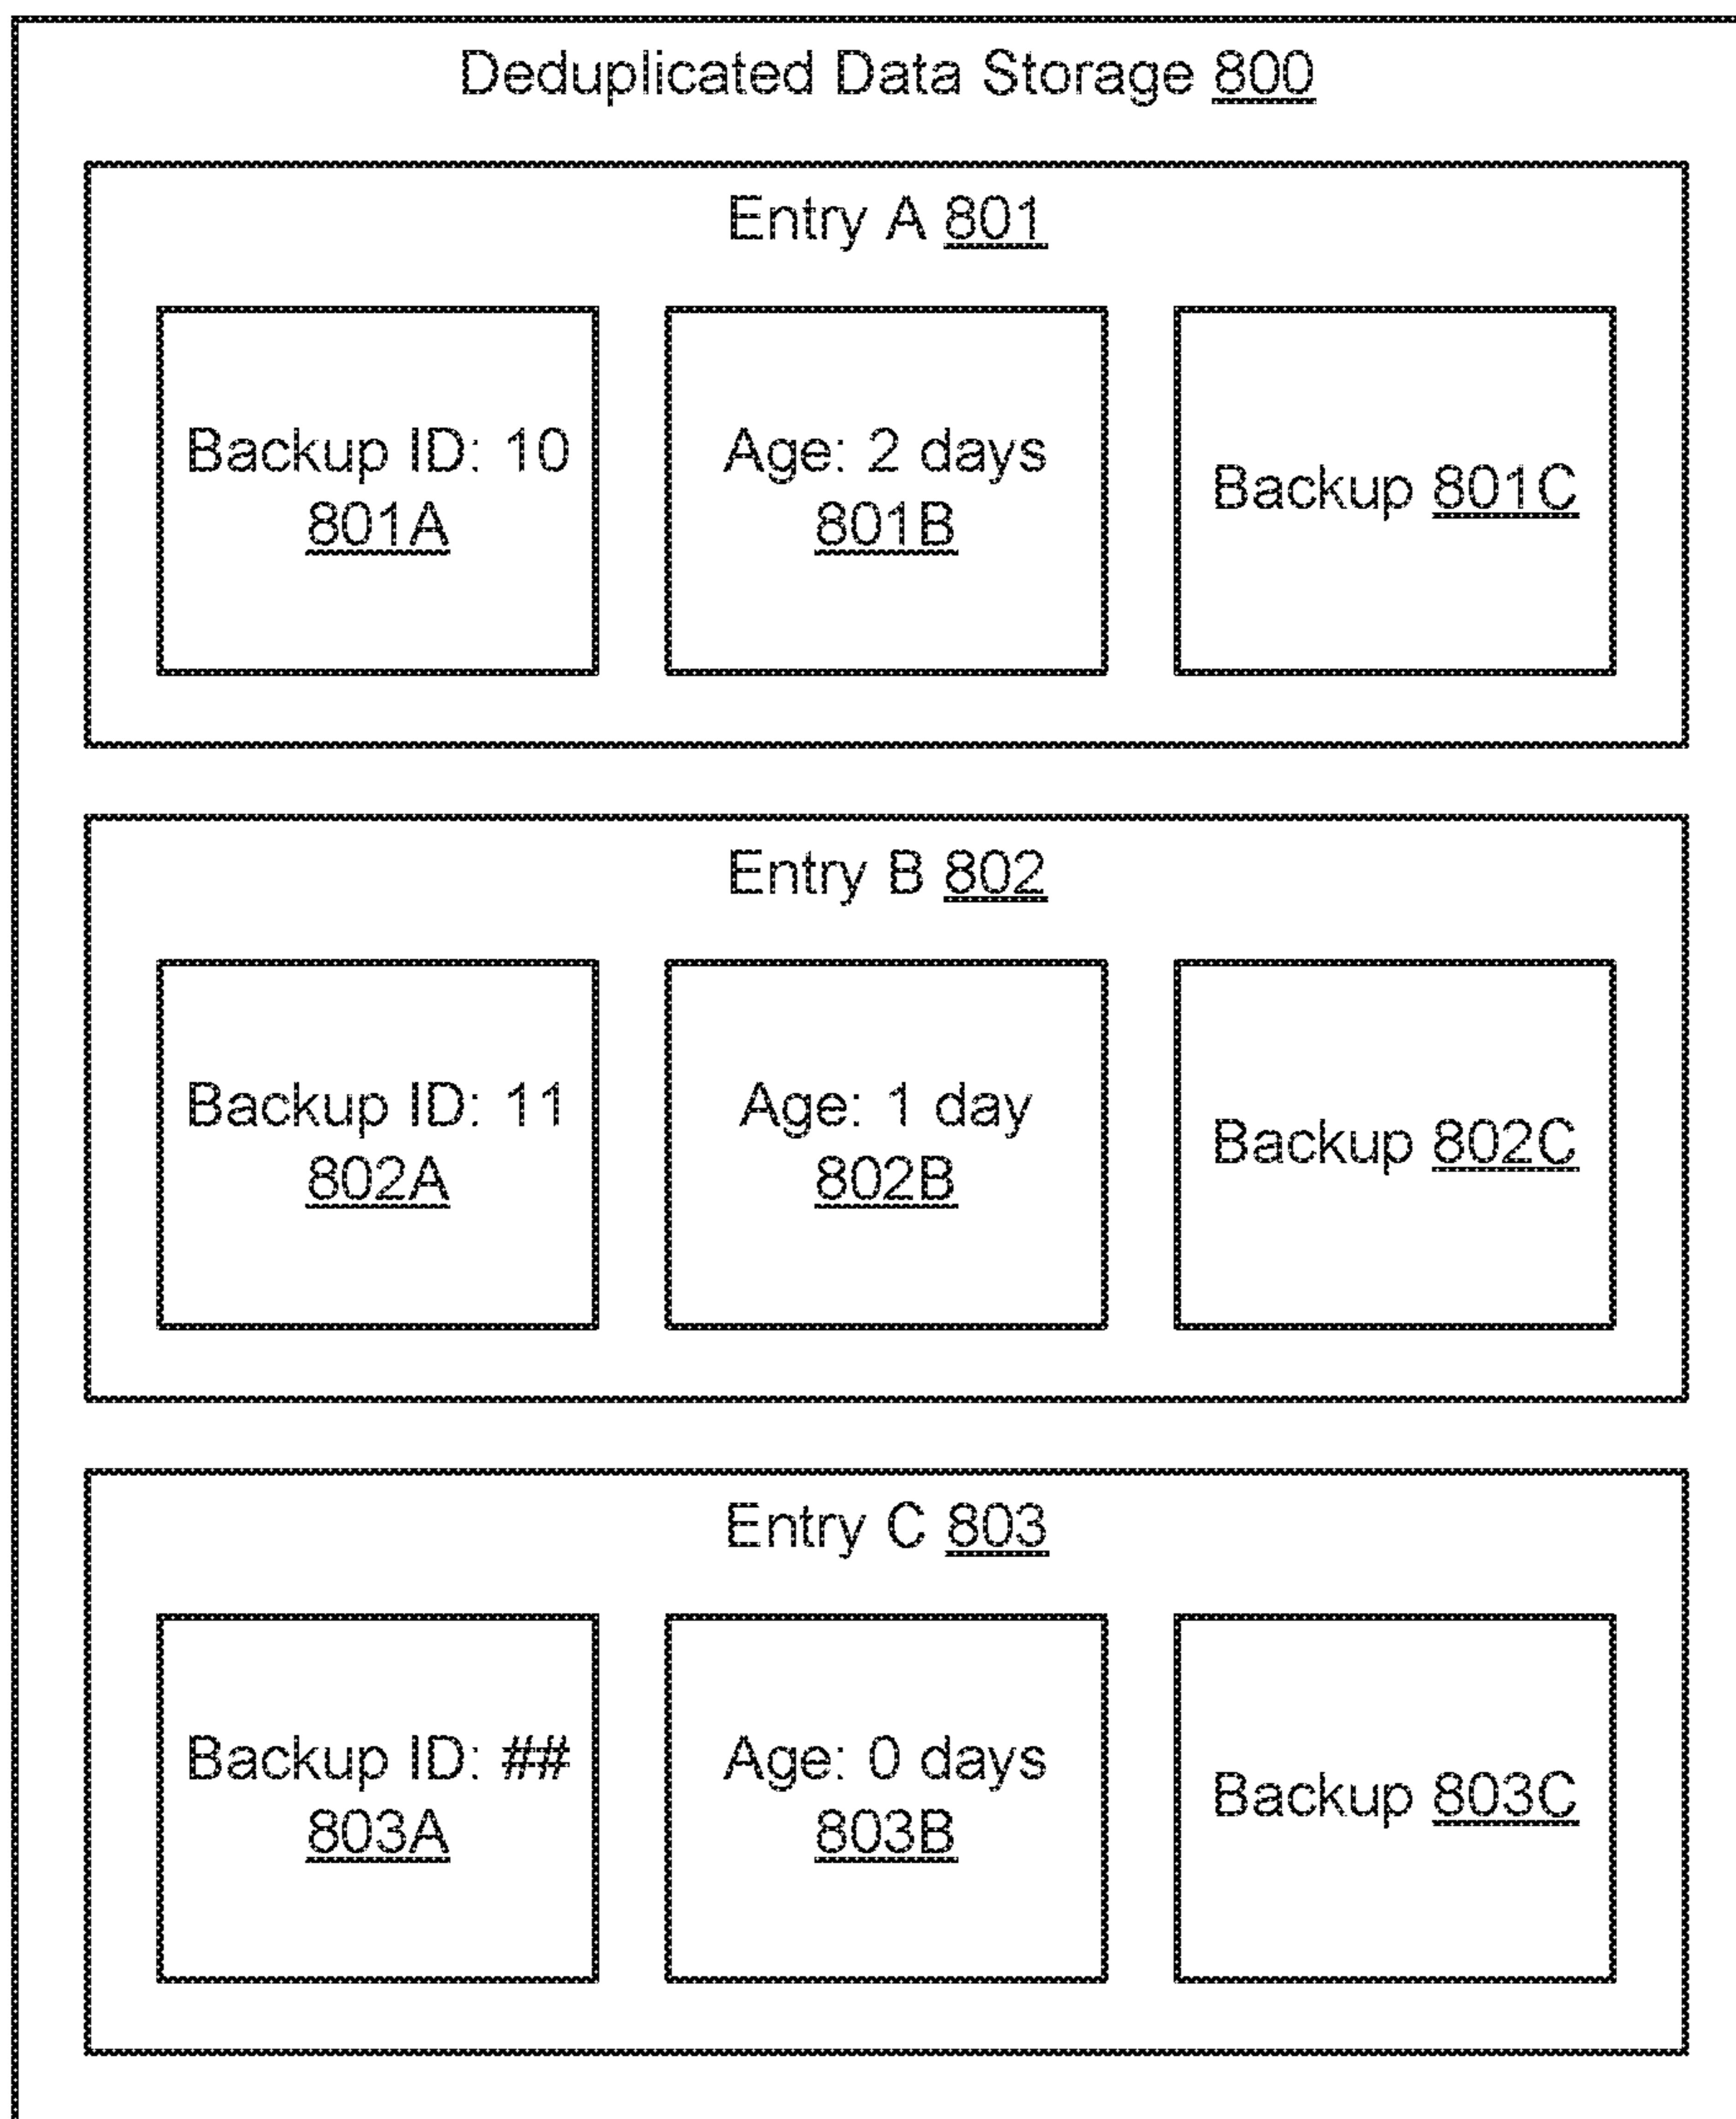 Deduplicated Data Storage 800
Entry A 801
Backup ID: 10
801A
Age: 2 days
801B
Backup 801C
Entry B 802
Backup ID: 11
802A
Age: 1 day
802B
Backup 802C
Entry C 803
Backup ID: ##
803A
Age: 0 days
803B
Backup 803C